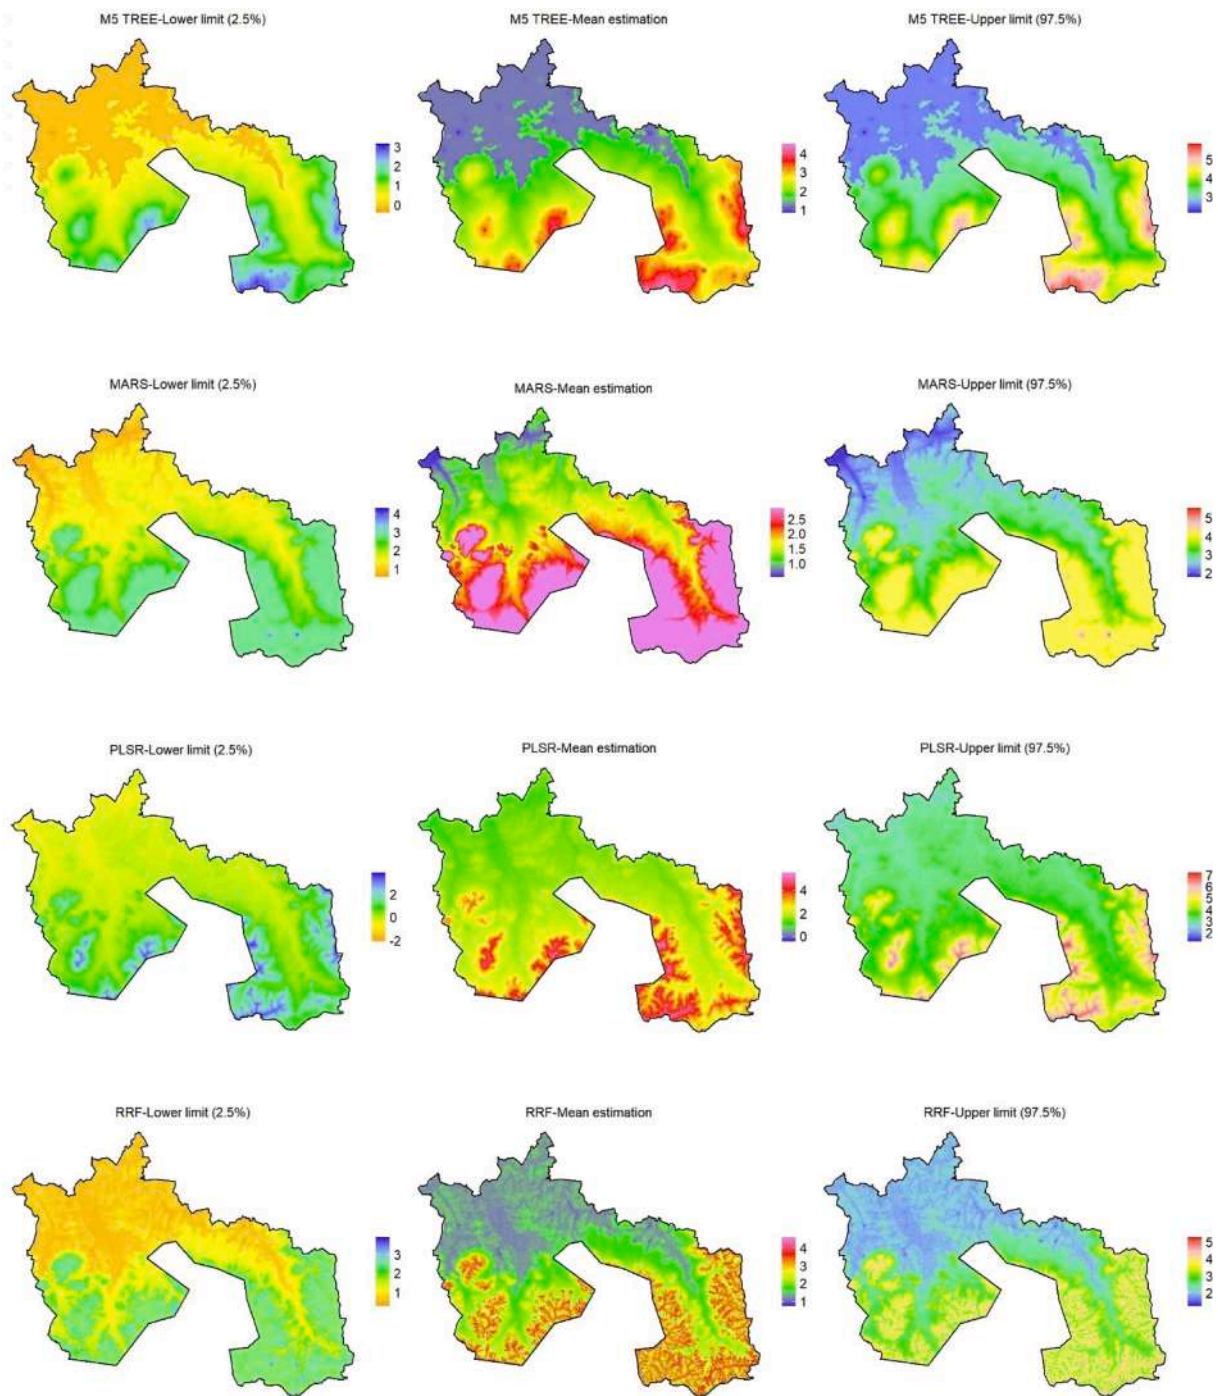 M5 TREE-Lower limit (2.5%) M5 TREE-Mean estimation M5 TREE-Upper limit (97.5%)
3 4 5
2 3 4
1 2 3
0 1
MARS-Lower limit (2.5%) MARS-Mean estimation MARS-Upper limit (97.5%)
4 2.5 5
3 2.0 4
2 1.5 3
1 1.0 2
PLSR-Lower limit (2.5%) PLSR-Mean estimation PLSR-Upper limit (97.5%)
2 4 7
0 2 6
-2 0 5
4
3
2
RRF-Lower limit (2.5%) RRF-Mean estimation RRF-Upper limit (97.5%)
3 4 5
2 3 4
1 2 3
1 2